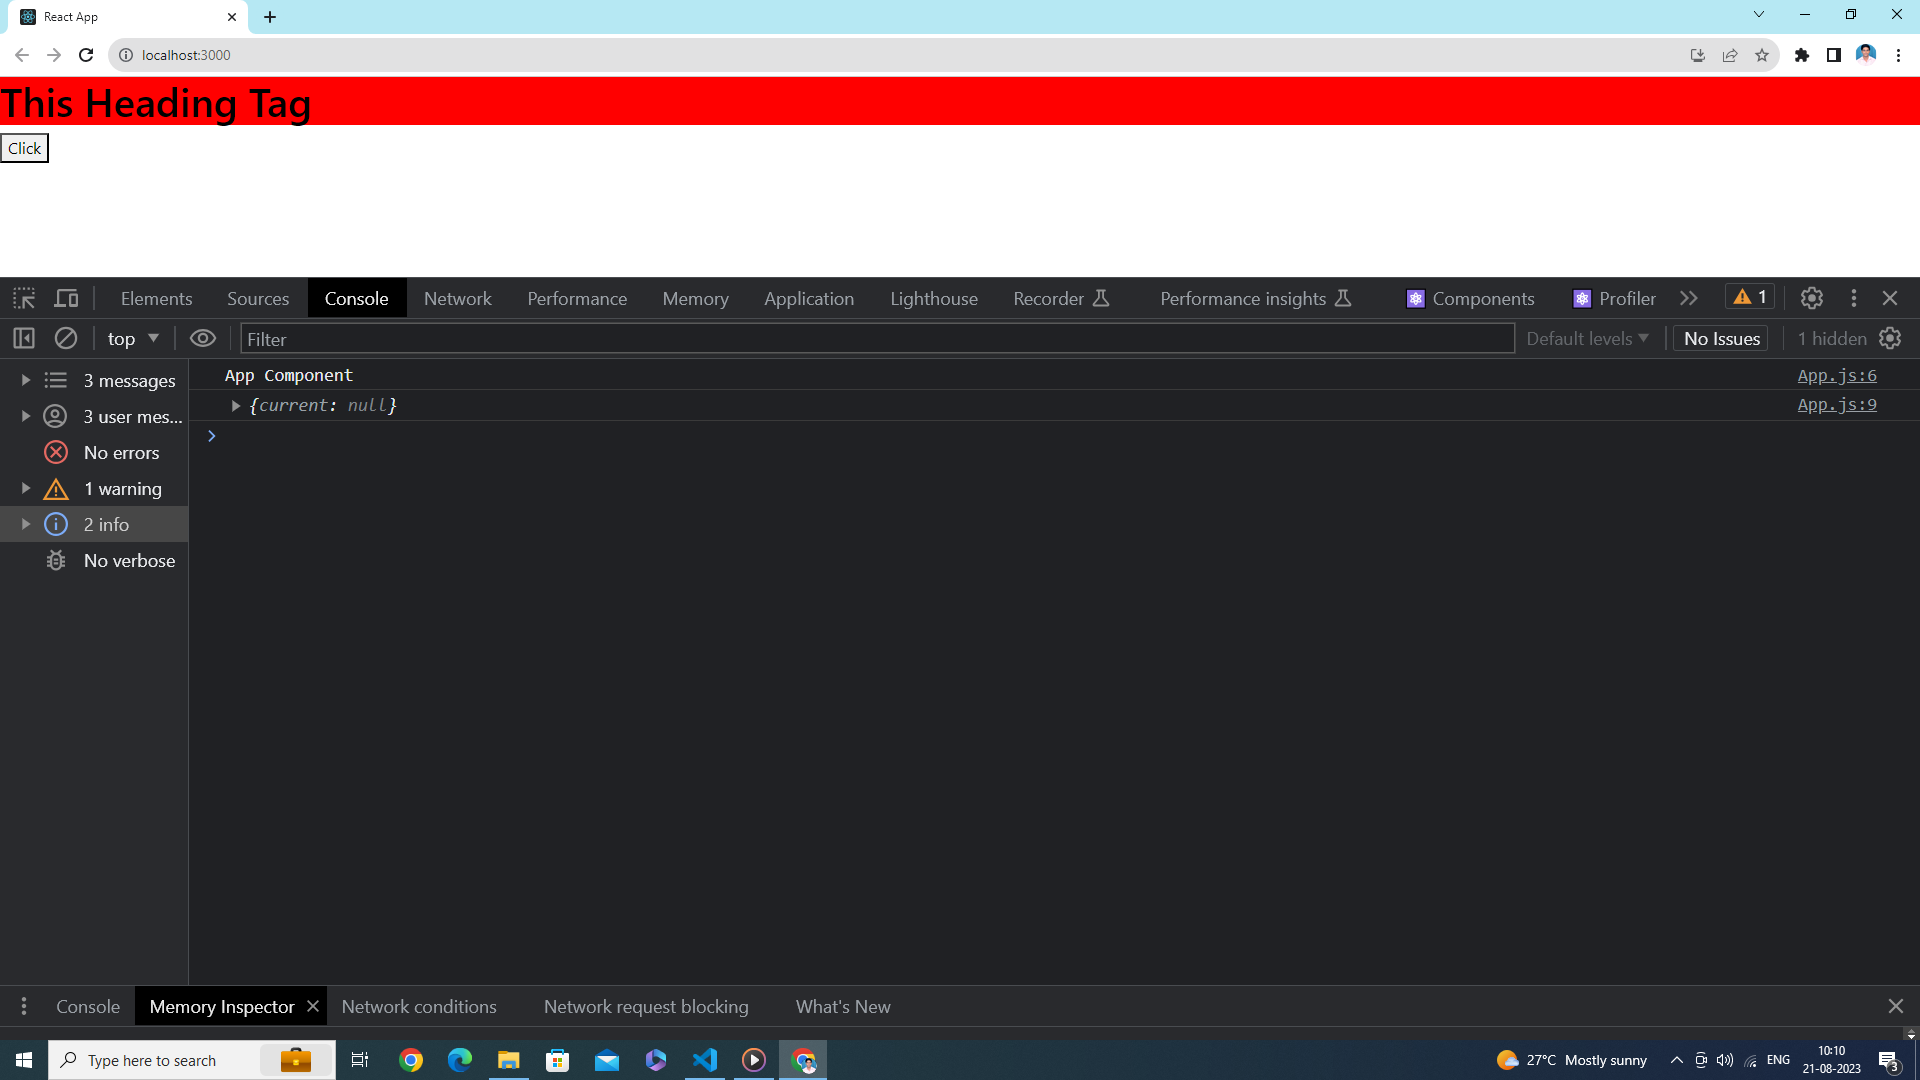 React App
localhost:3000
This Heading Tag
Click
Elements Sources Console Network Performance Memory Application Lighthouse Recorder Performance insights Components Profiler 1
top Filter Default levels No Issues 1 hidden
3 messages
3 user mes...
No errors
1 warning
2 info
No verbose
App Component App.js:6
{current: null} App.js:9
Console Memory Inspector Network conditions Network request blocking What's New
Type here to search
27°C Mostly sunny
ENG
10:10
21-08-2023
3